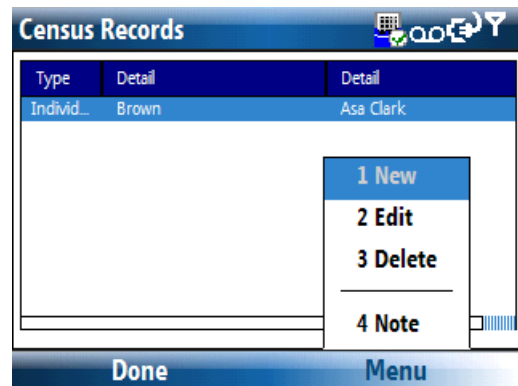 Census Records
Type Detail Detail
Individ... Brown Asa Clark
1 New
2 Edit
3 Delete
4 Note
Done Menu